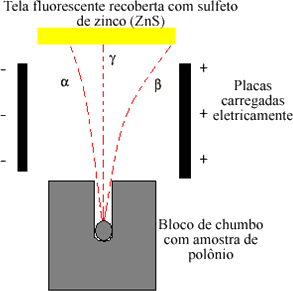 Tela fluorescente recoberta com sulfeto
de zinco (ZnS)
γ
α
β
-
-
-
+
+
+
Placas
carregadas
eletricamente
Bloco de chumbo
com amostra de
polônio